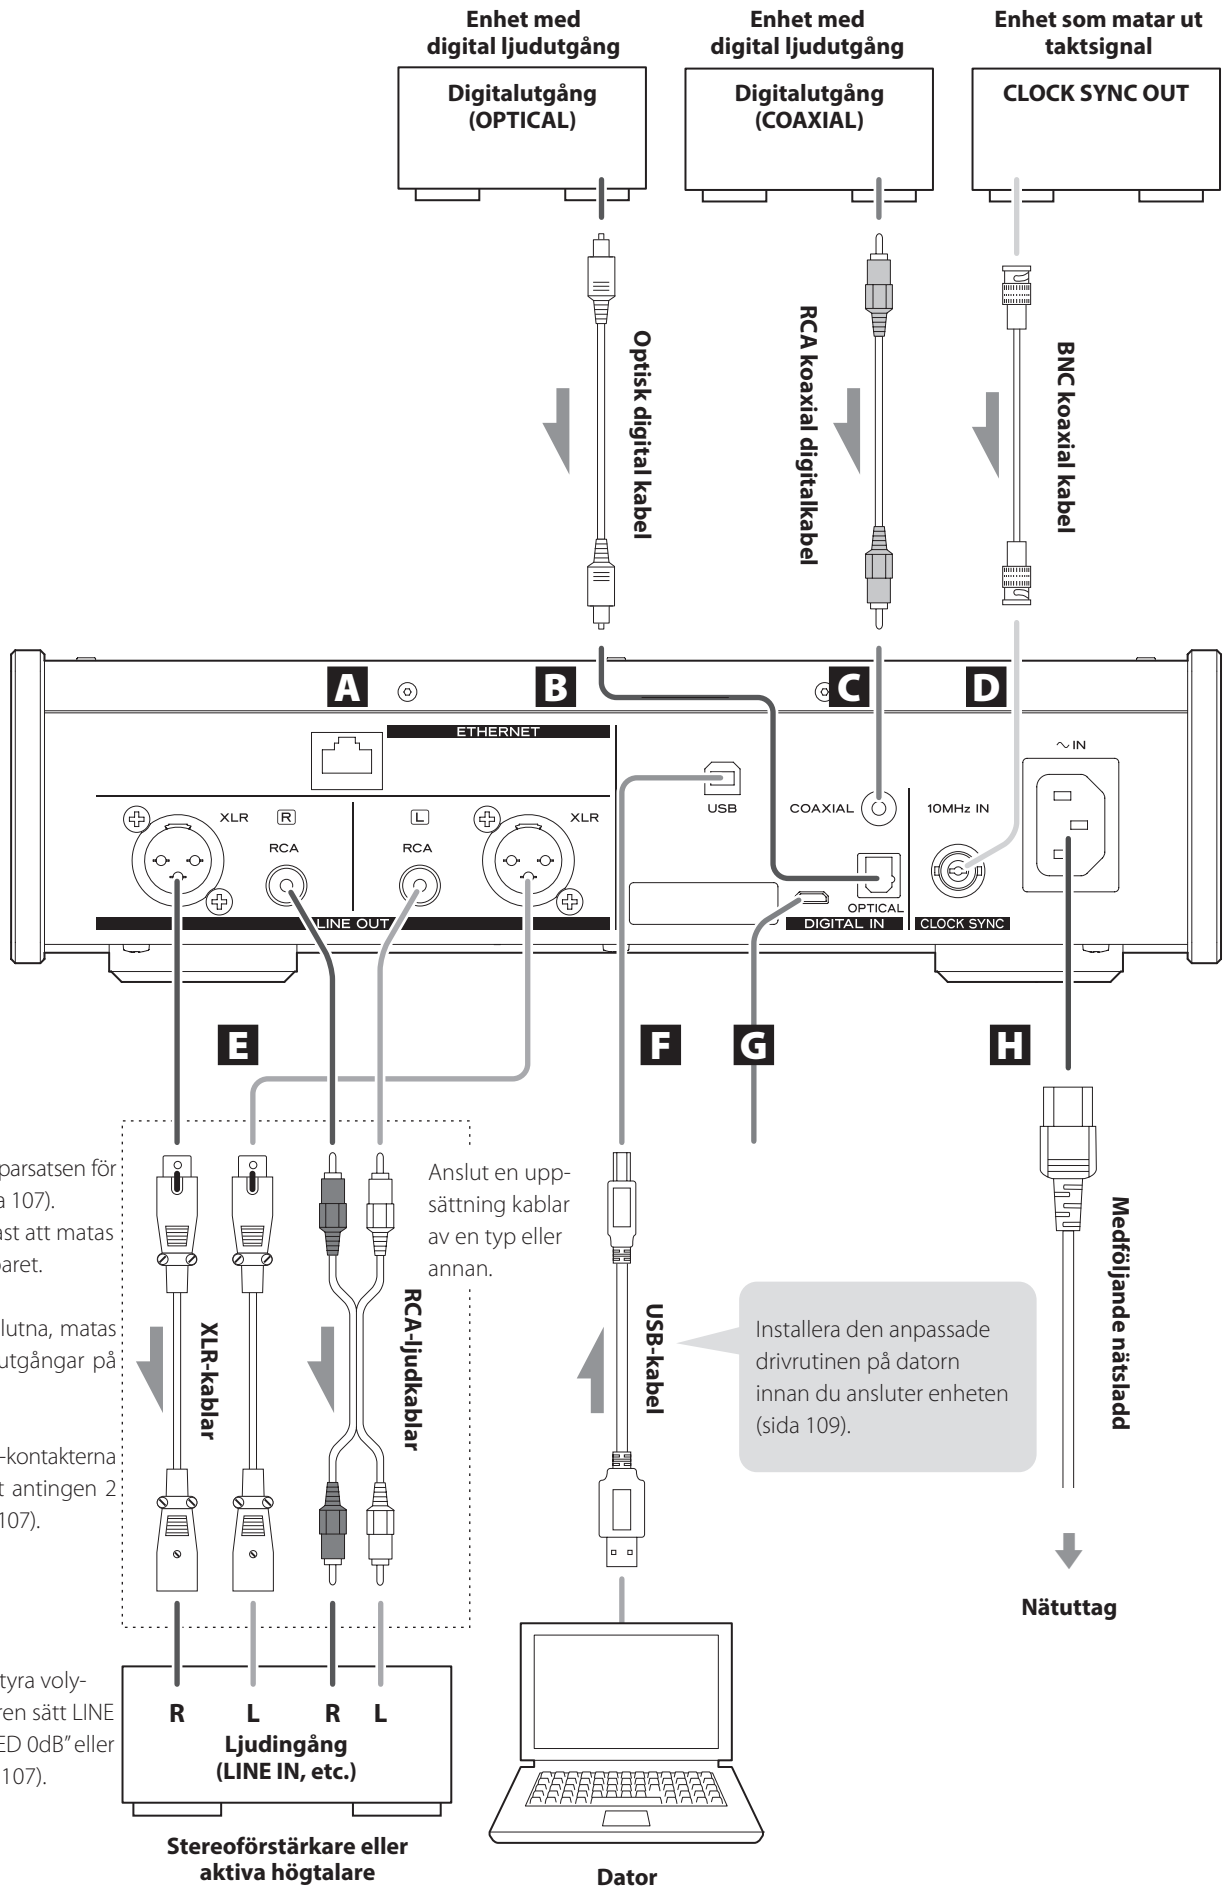 Enhet med
digital ljudutgång
Enhet med
digital ljudutgång
Enhet som matar ut
taktsignal
Digitalutgång
(OPTICAL)
Digitalutgång
(COAXIAL)
CLOCK SYNC OUT
Optisk digital kabel
RCA koaxial digitalkabel
BNC koaxial kabel
A
B
C
D
ETHERNET
~IN
USB
COAXIAL
10MHz IN
XLR
R
L
XLR
RCA
RCA
OPTICAL
LINE OUT
DIGITAL IN
CLOCK SYNC
E
F
G
H
parsatsen för
a 107).
ast att matas
paret.
slutna, matas
utgångar på
-kontakterna
t antingen 2
107).
Anslut en upp-
sättning kablar
av en typ eller
annan.
XLR-kablar
RCA-ljudkablar
USB-kabel
Installera den anpassade
drivrutinen på datorn
innan du ansluter enheten
(sida 109).
Medföljande nätsladd
Nätuttag
tyra voly-
ren sätt LINE
ED 0dB" eller
107).
R L R L
Ljudingång
(LINE IN, etc.)
Stereoförstärkare eller
aktiva högtalare
Dator